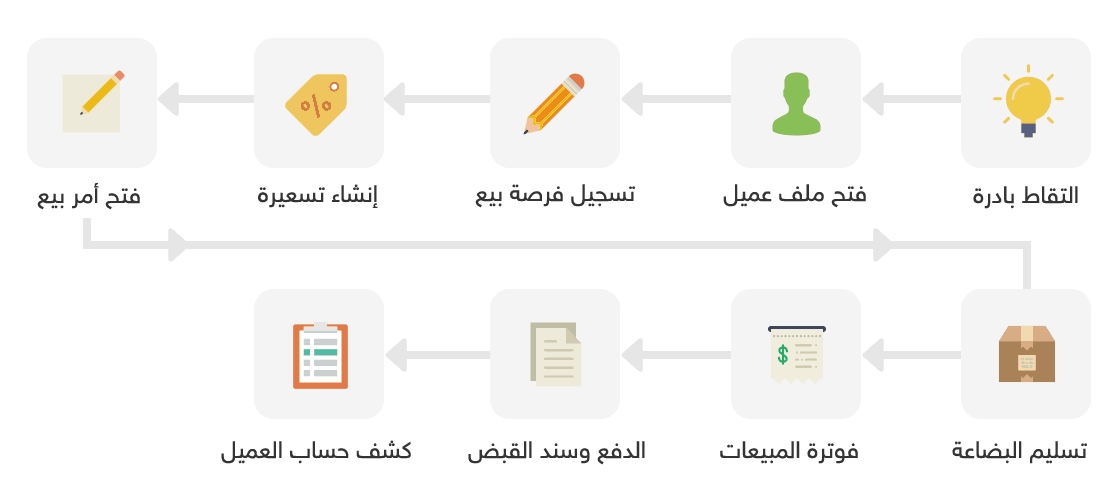 التقاط بادرة
فتح ملف عميل
تسجيل فرصة بيع
إنشاء تسعيرة
فتح أمر بيع
تسليم البضاعة
فوترة المبيعات
الدفع وسند القبض
كشف حساب العميل